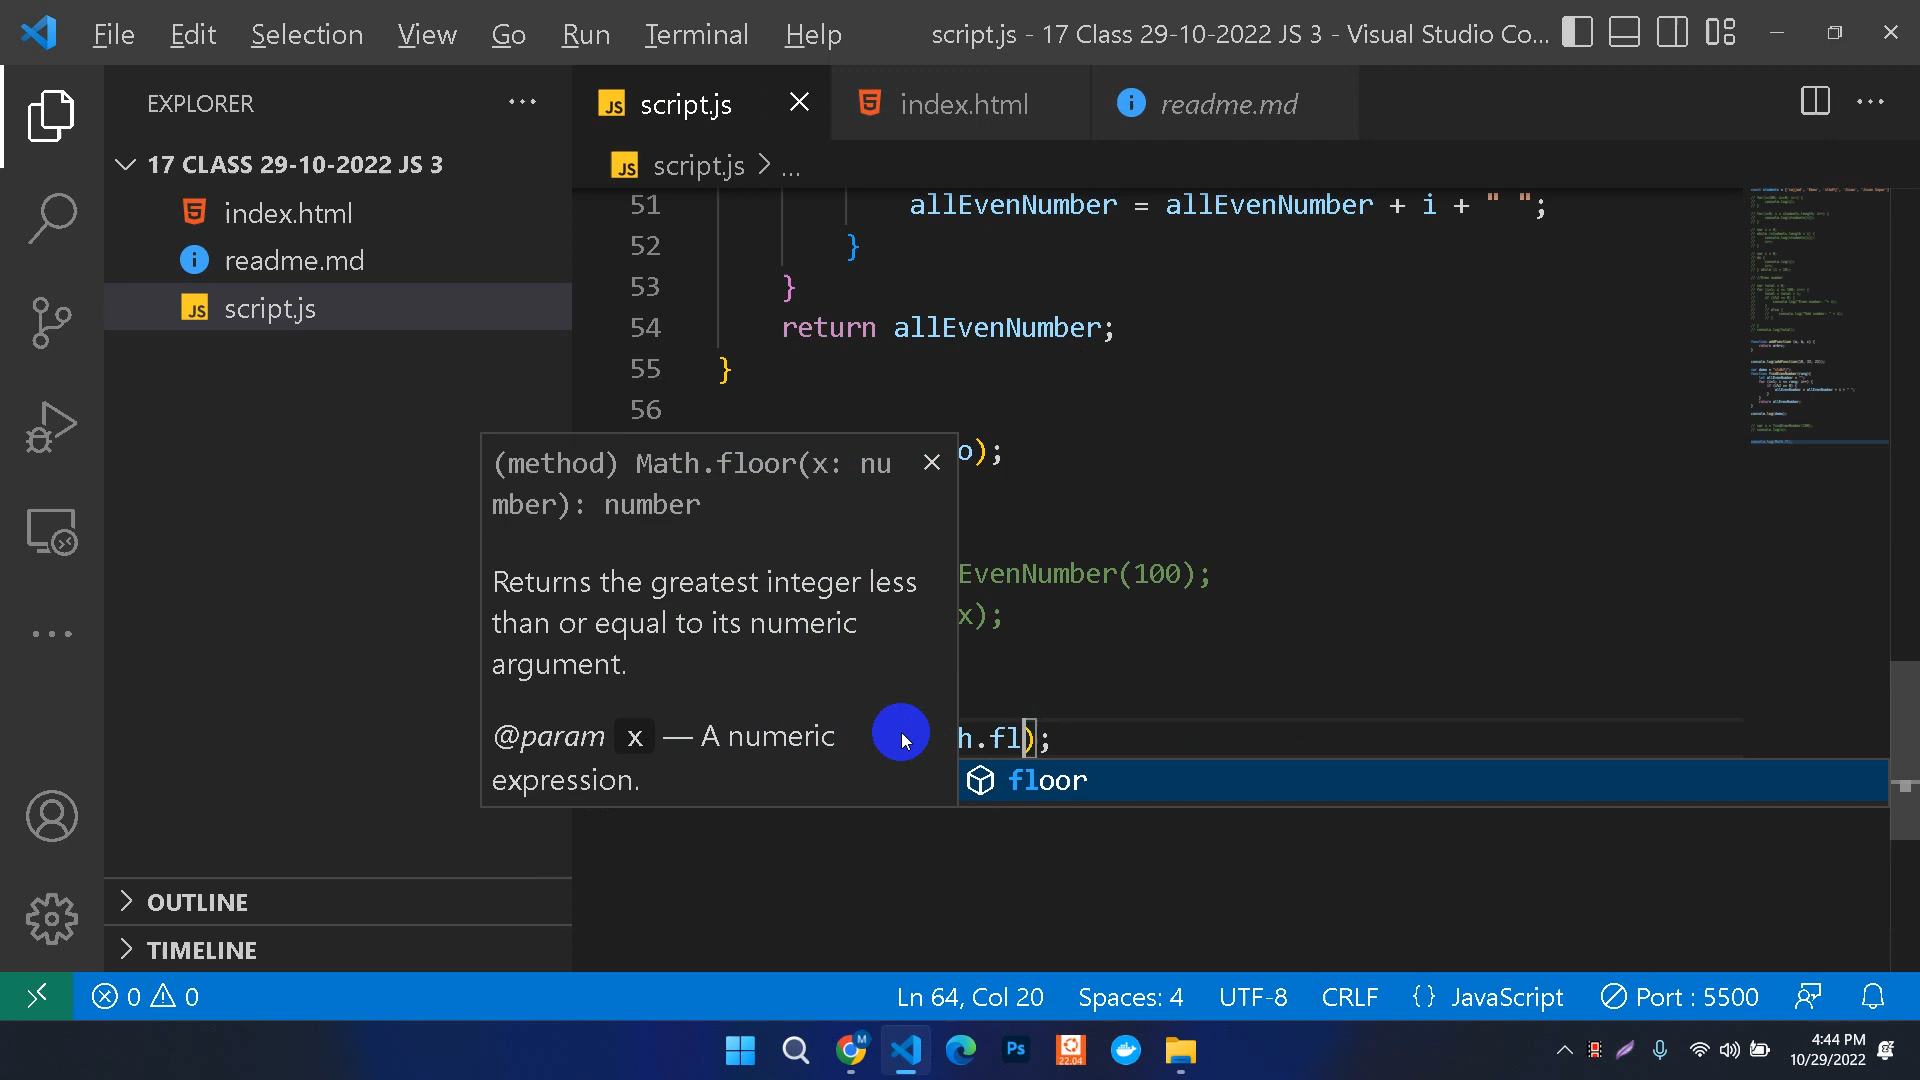 File Edit Selection View Go Run Terminal Help script.js - 17 Class 29-10-2022 JS 3 - Visual Studio Co...
EXPLORER
17 CLASS 29-10-2022 JS 3
index.html
readme.md
script.js
OUTLINE
TIMELINE
script.js index.html readme.md
script.js > ...
51 allEvenNumber = allEvenNumber + i + " ";
52 }
53 }
54 return allEvenNumber;
55 }
56
o);
EvenNumber(100);
x);
h.fl);
(method) Math.floor(x: nu
mber): number
Returns the greatest integer less
than or equal to its numeric
argument.
@param x — A numeric
expression.
floor
0 0 Ln 64, Col 20 Spaces: 4 UTF-8 CRLF {} JavaScript Port : 5500
Ps
22.04
M
4:44 PM
10/29/2022